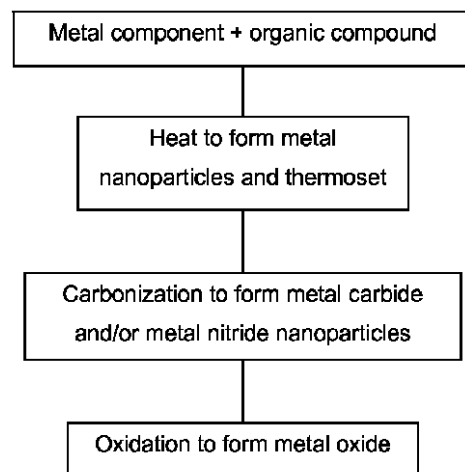 Metal component + organic compound
Heat to form metal
nanoparticles and thermoset
Carbonization to form metal carbide
and/or metal nitride nanoparticles
Oxidation to form metal oxide